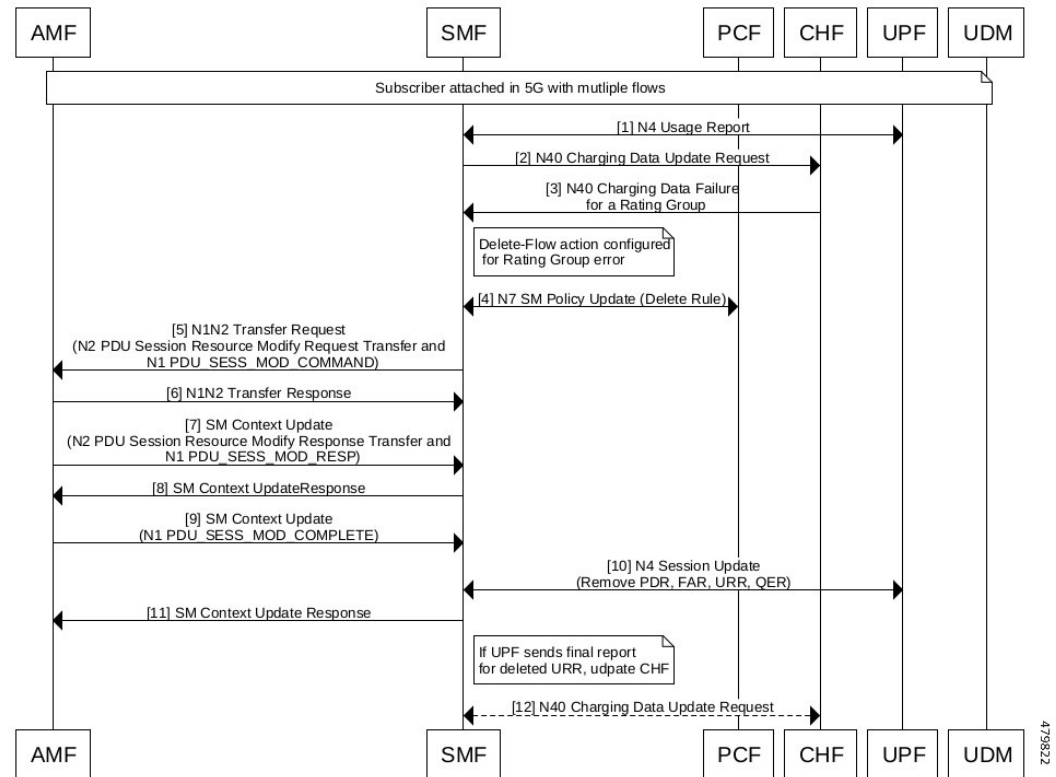 AMF SMF PCF CHF UPF UDM
Subscriber attached in 5G with mutliple flows
[1] N4 Usage Report
[2] N40 Charging Data Update Request
[3] N40 Charging Data Failure
for a Rating Group
Delete-Flow action configured
for Rating Group error
[4] N7 SM Policy Update (Delete Rule)
[5] N1N2 Transfer Request
(N2 PDU Session Resource Modify Request Transfer and
N1 PDU_SESS_MOD_COMMAND)
[6] N1N2 Transfer Response
[7] SM Context Update
(N2 PDU Session Resource Modify Response Transfer and
N1 PDU_SESS_MOD_RESP)
[8] SM Context UpdateResponse
[9] SM Context Update
(N1 PDU_SESS_MOD_COMPLETE)
[10] N4 Session Update
(Remove PDR, FAR, URR, QER)
[11] SM Context Update Response
If UPF sends final report
for deleted URR, udpate CHF
[12] N40 Charging Data Update Request
AMF SMF PCF CHF UPF UDM
479822